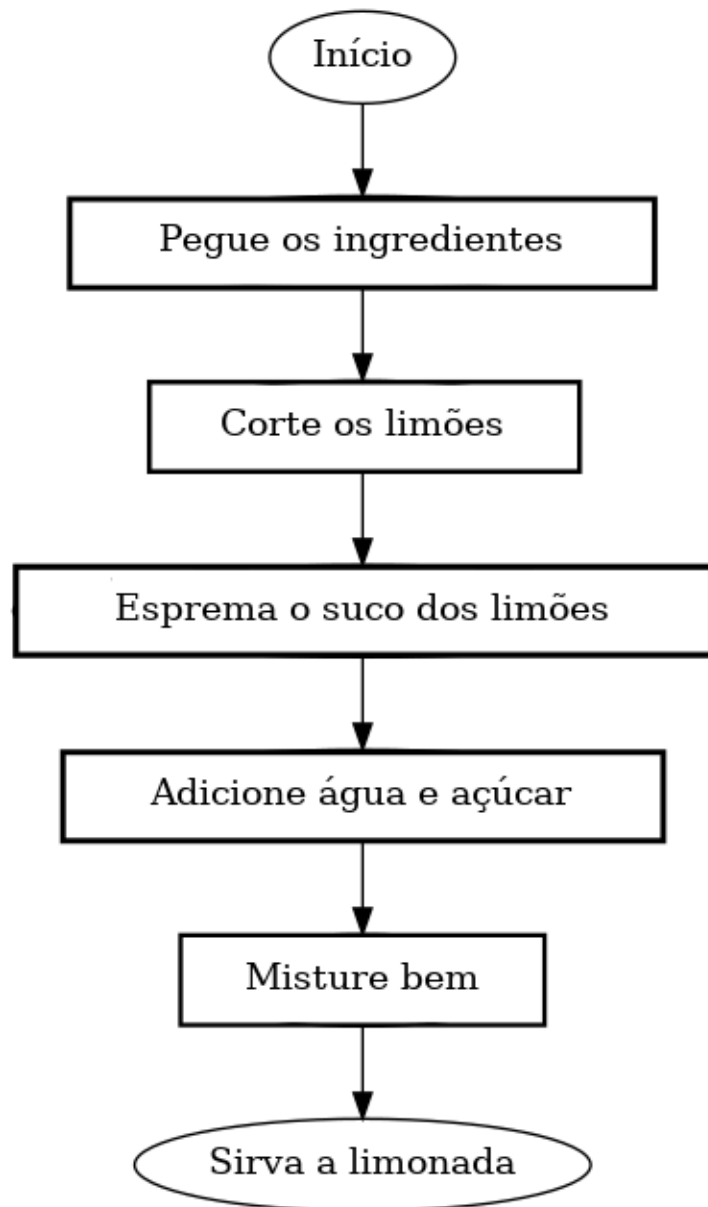 Início
Pegue os ingredientes
Corte os limões
Esprema o suco dos limões
Adicione água e açúcar
Misture bem
Sirva a limonada